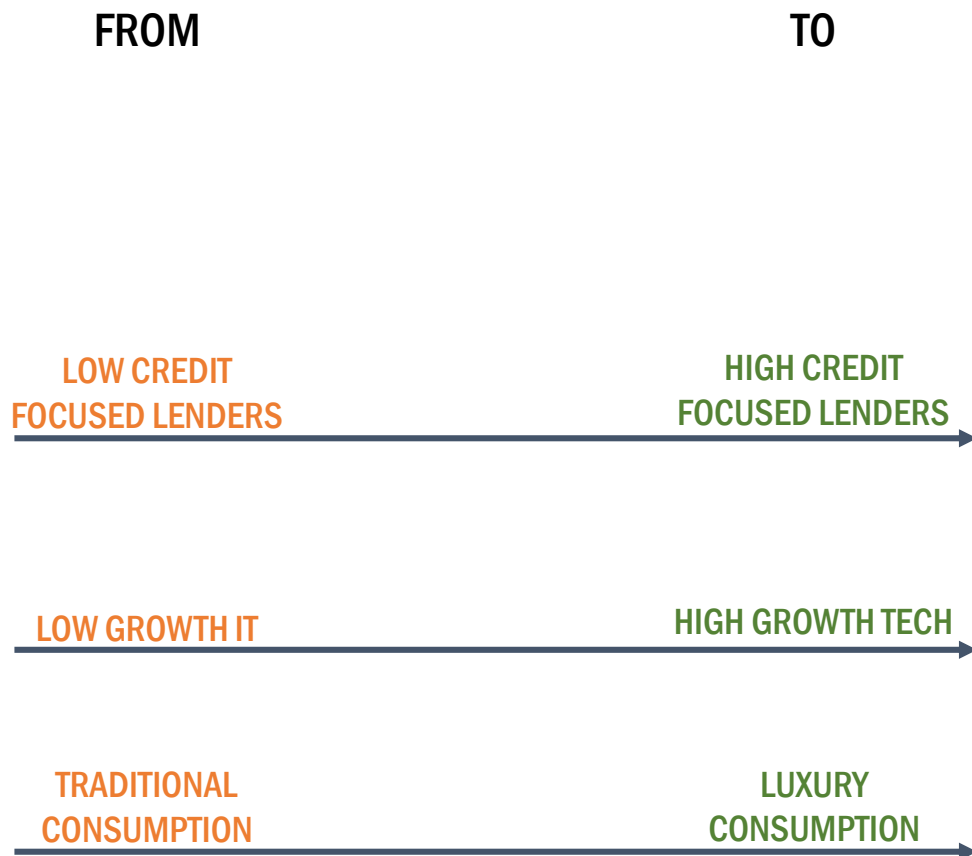 FROM
TO
LOW CREDIT
FOCUSED LENDERS
HIGH CREDIT
FOCUSED LENDERS
LOW GROWTH IT
HIGH GROWTH TECH
TRADITIONAL
CONSUMPTION
LUXURY
CONSUMPTION